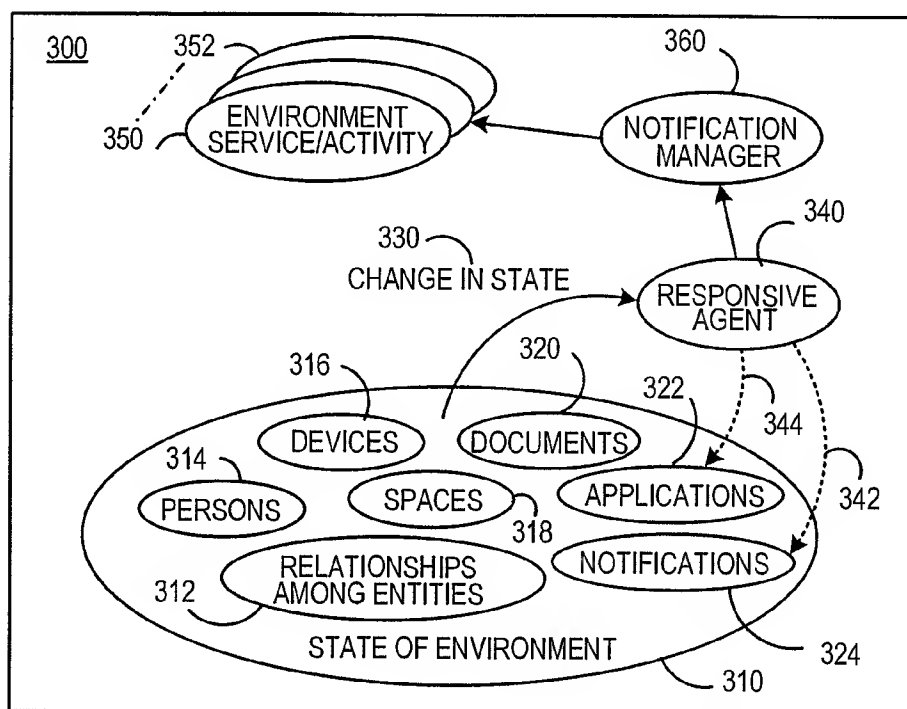 300
352
360
350
ENVIRONMENT
SERVICE/ACTIVITY
NOTIFICATION
MANAGER
340
330
CHANGE IN STATE
RESPONSIVE
AGENT
316
320
322
344
314
DEVICES
DOCUMENTS
342
PERSONS
SPACES
318
APPLICATIONS
312
RELATIONSHIPS
AMONG ENTITIES
NOTIFICATIONS
STATE OF ENVIRONMENT
324
310